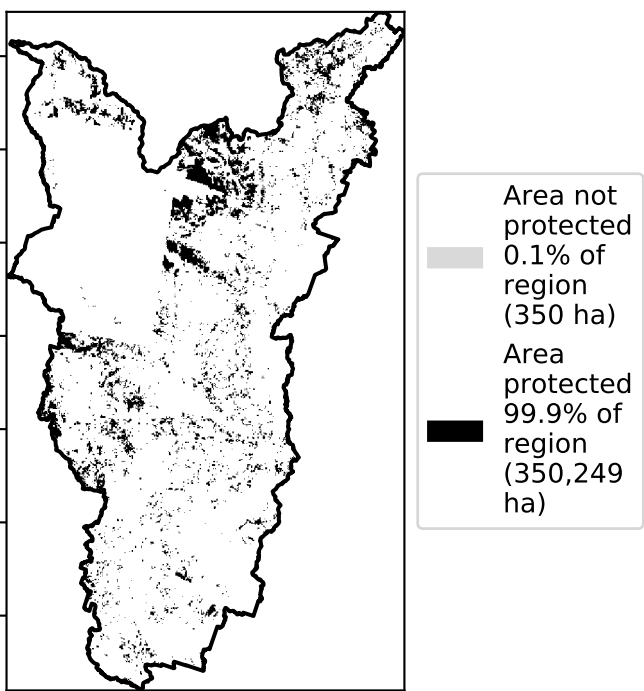 Area not
protected
0.1% of
region
(350 ha)
Area
protected
99.9% of
region
(350,249
ha)